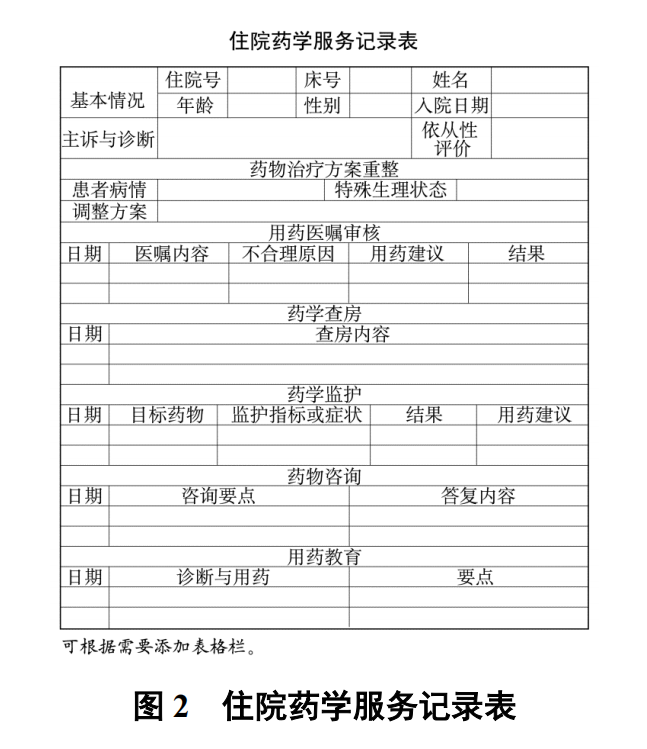 住院药学服务记录表
基本情况 住院号 床号 姓名
年龄 性别 入院日期
主诉与诊断 依从性评价
药物治疗方案重整
患者病情 特殊生理状态
调整方案
用药医嘱审核
日期 医嘱内容 不合理原因 用药建议 结果
药学查房
日期 查房内容
药学监护
日期 目标药物 监护指标或症状 结果 用药建议
药物咨询
日期 咨询要点 答复内容
用药教育
日期 诊断与用药 要点
可根据需要添加表格栏。
图 2 住院药学服务记录表